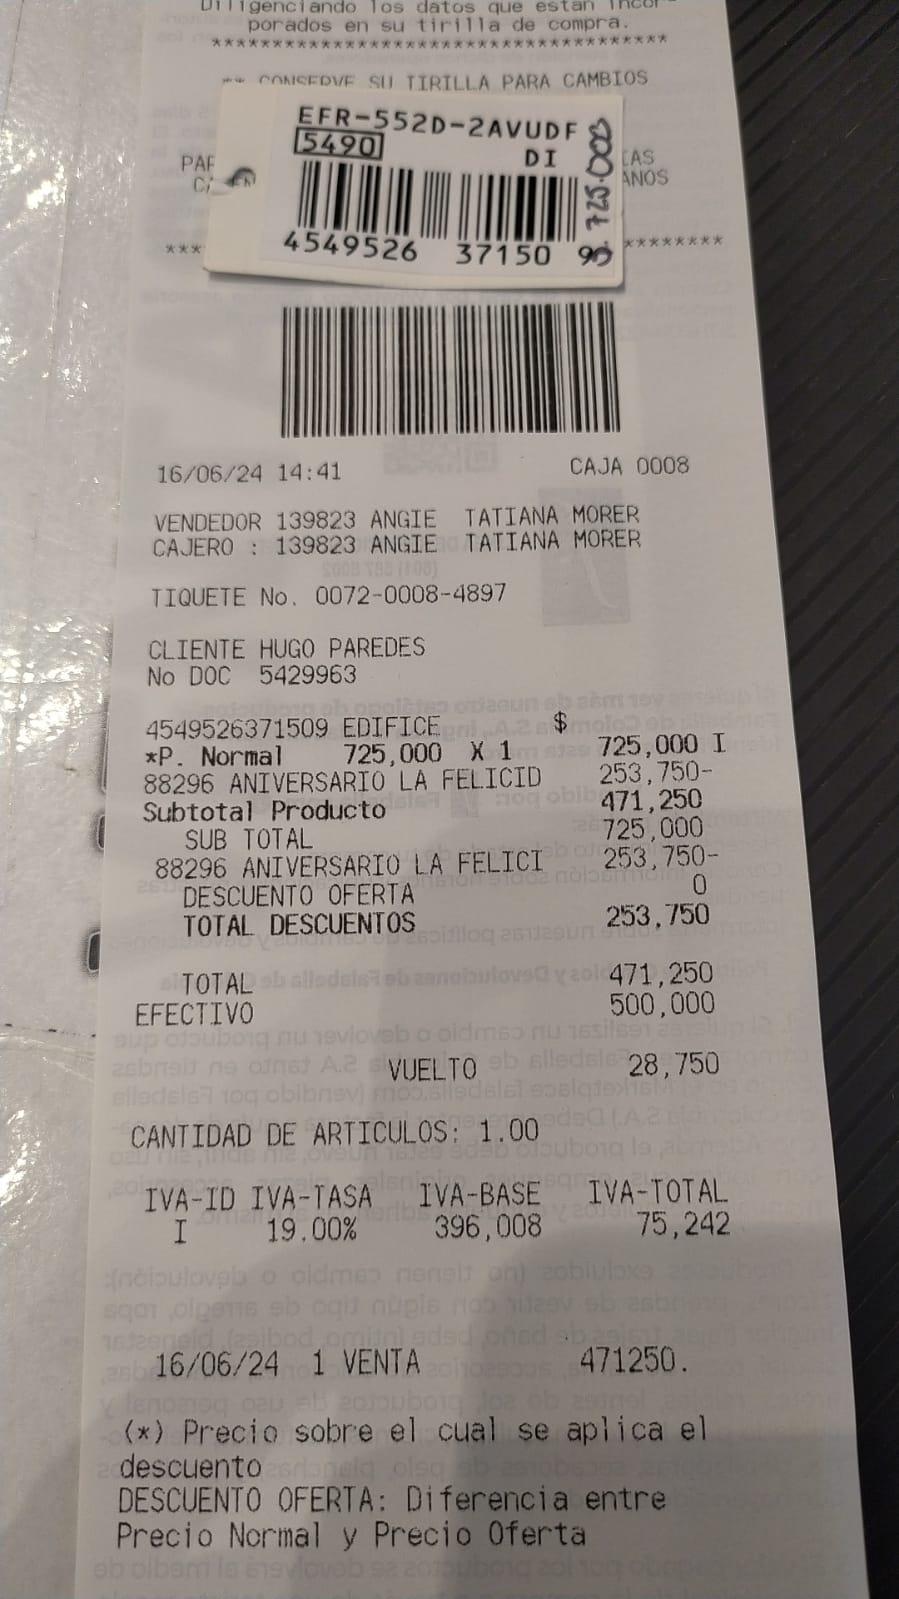 Diligenciando los datos que estan incor-
porados en su tirilla de compra.
**************************************
** CONSERVE SU TIRILLA PARA CAMBIOS
EFR-552D-2AVUDF
5490
DI
725.000
4549526 37150 9
16/06/24 14:41 CAJA 0008
VENDEDOR 139823 ANGIE TATIANA MORER
CAJERO : 139823 ANGIE TATIANA MORER
TIQUETE No. 0072-0008-4897
CLIENTE HUGO PAREDES
No DOC 5429963
4549526371509 EDIFICE $
*P. Normal 725,000 X 1 725,000 I
88296 ANIVERSARIO LA FELICID 253,750-
Subtotal Producto 471,250
SUB TOTAL 725,000
88296 ANIVERSARIO LA FELICI 253,750-
DESCUENTO OFERTA 0
TOTAL DESCUENTOS 253,750
TOTAL 471,250
EFECTIVO 500,000
VUELTO 28,750
CANTIDAD DE ARTICULOS: 1.00
IVA-ID IVA-TASA IVA-BASE IVA-TOTAL
I 19.00% 396,008 75,242
16/06/24 1 VENTA 471250.
(*) Precio sobre el cual se aplica el
descuento
DESCUENTO OFERTA: Diferencia entre
Precio Normal y Precio Oferta